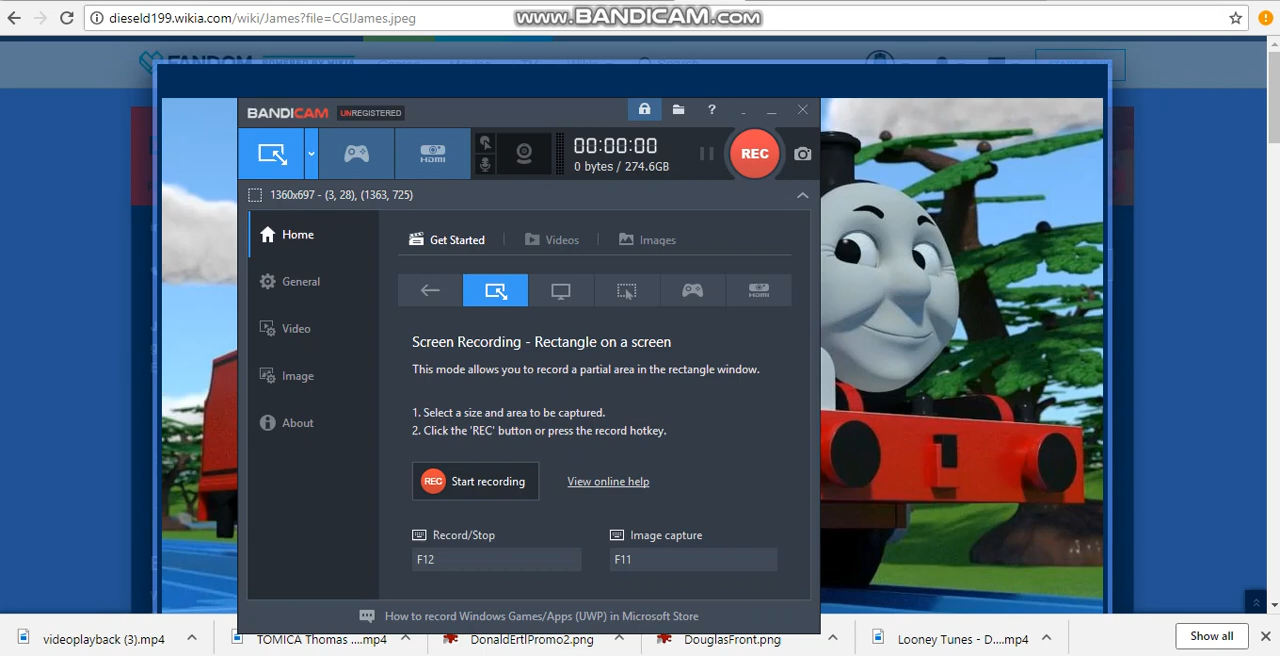 dieseld199.wikia.com/wiki/James?file=CGIJames.jpeg
www.BANDICAM.com
FANDOM
Search
BANDICAM UNREGISTERED
?
HDMI
00:00:00
0 bytes / 274.6GB
REC
1360x697 - (3, 28), (1363, 725)
Home
General
Video
Image
About
Get Started
Videos
Images
HDMI
Screen Recording - Rectangle on a screen
This mode allows you to record a partial area in the rectangle window.
1. Select a size and area to be captured.
2. Click the 'REC' button or press the record hotkey.
REC Start recording
View online help
Record/Stop
Image capture
F12
F11
How to record Windows Games/Apps (UWP) in Microsoft Store
1
videoplayback (3).mp4
TOMICA Thomas ....mp4
DonaldErtlPromo2.png
DouglasFront.png
Looney Tunes - D....mp4
Show all